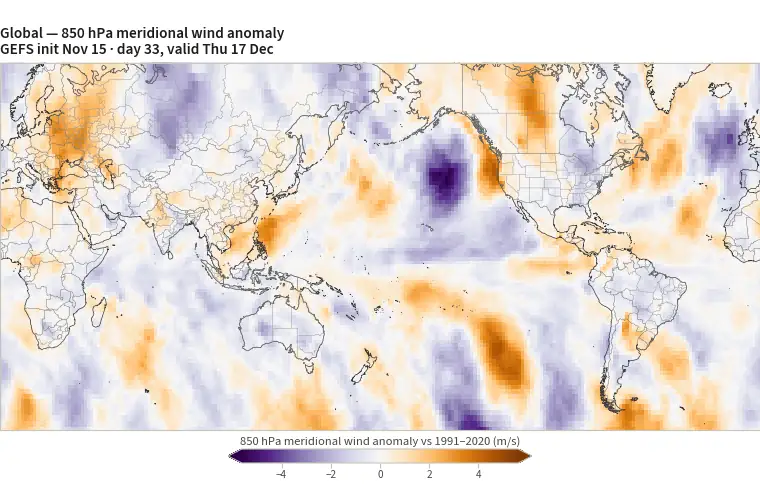 Global — 850 hPa meridional wind anomaly
GEFS init Nov 15 · day 33, valid Thu 17 Dec
850 hPa meridional wind anomaly vs 1991–2020 (m/s)
−4 −2 0 2 4